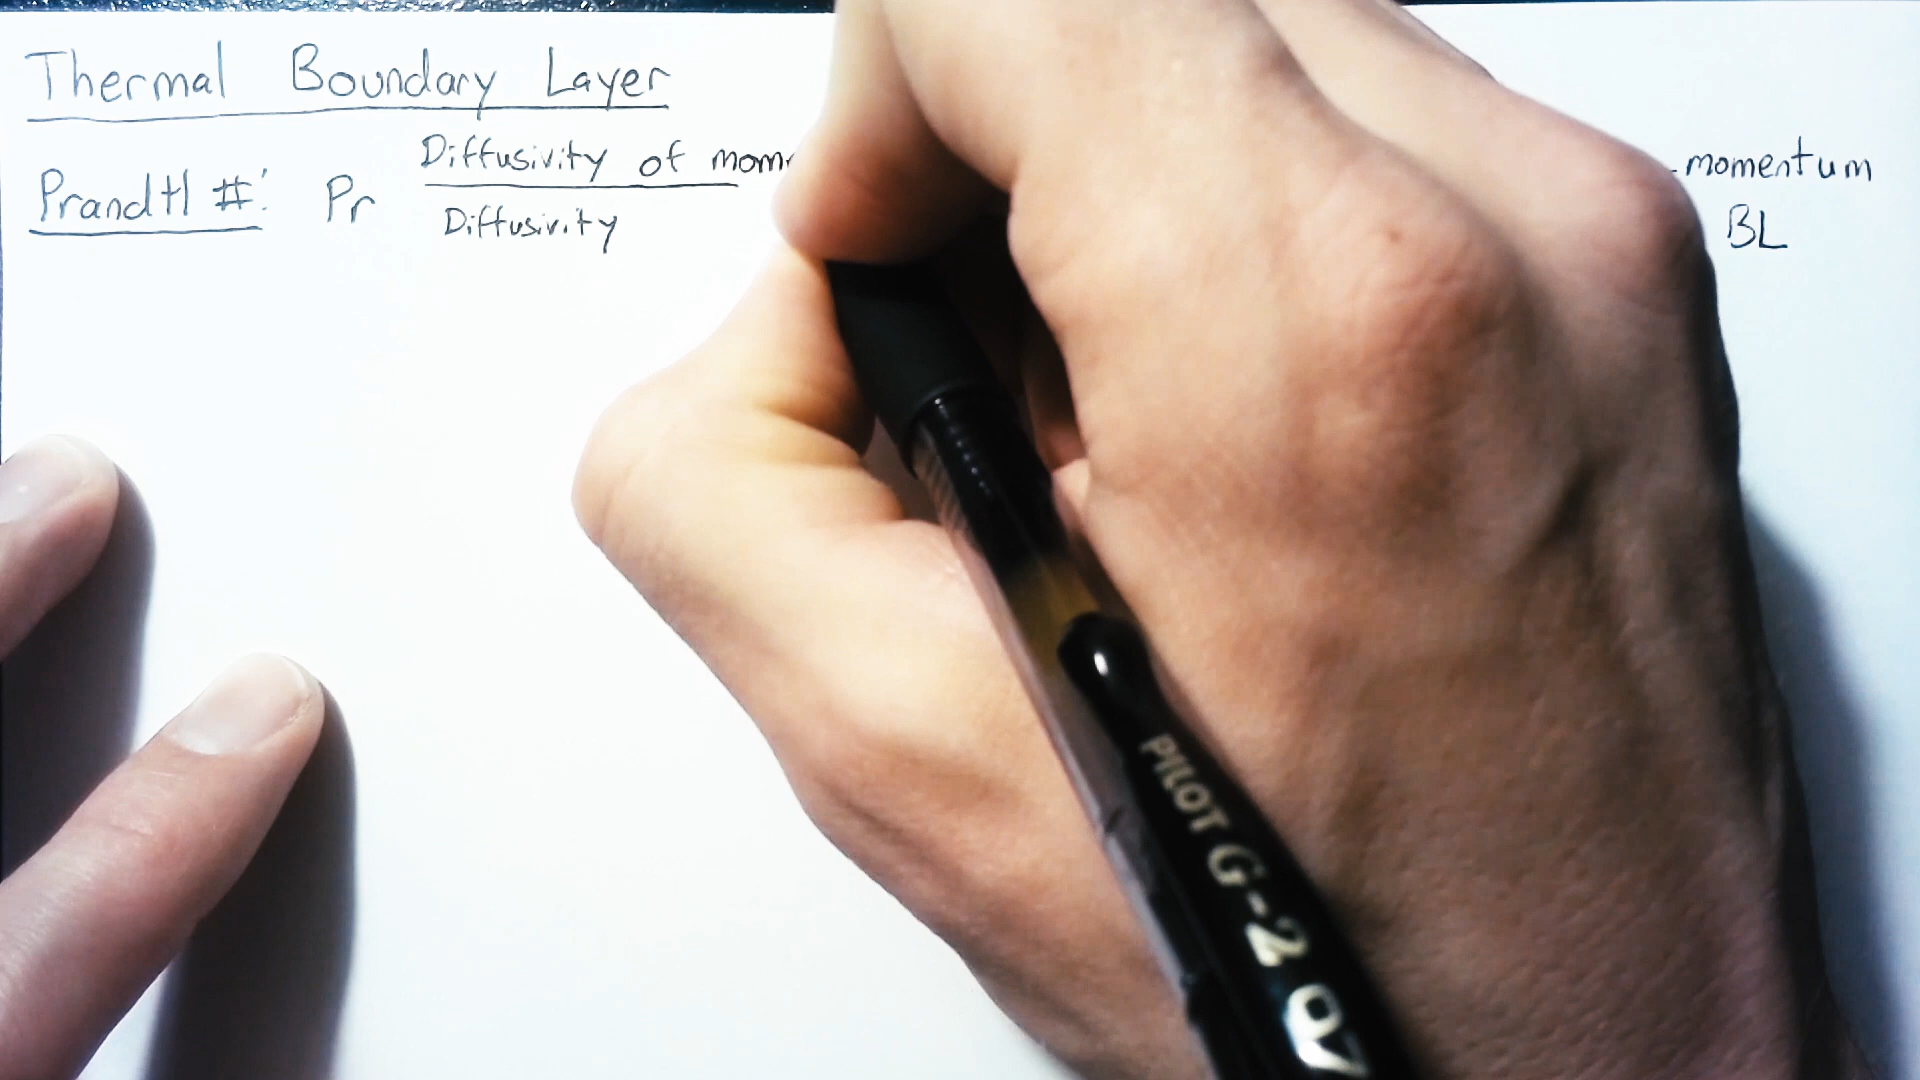 Thermal Boundary Layer
Prandtl #: Pr
Diffusivity of mom
Diffusivity
momentum
BL
PILOT G-2 07